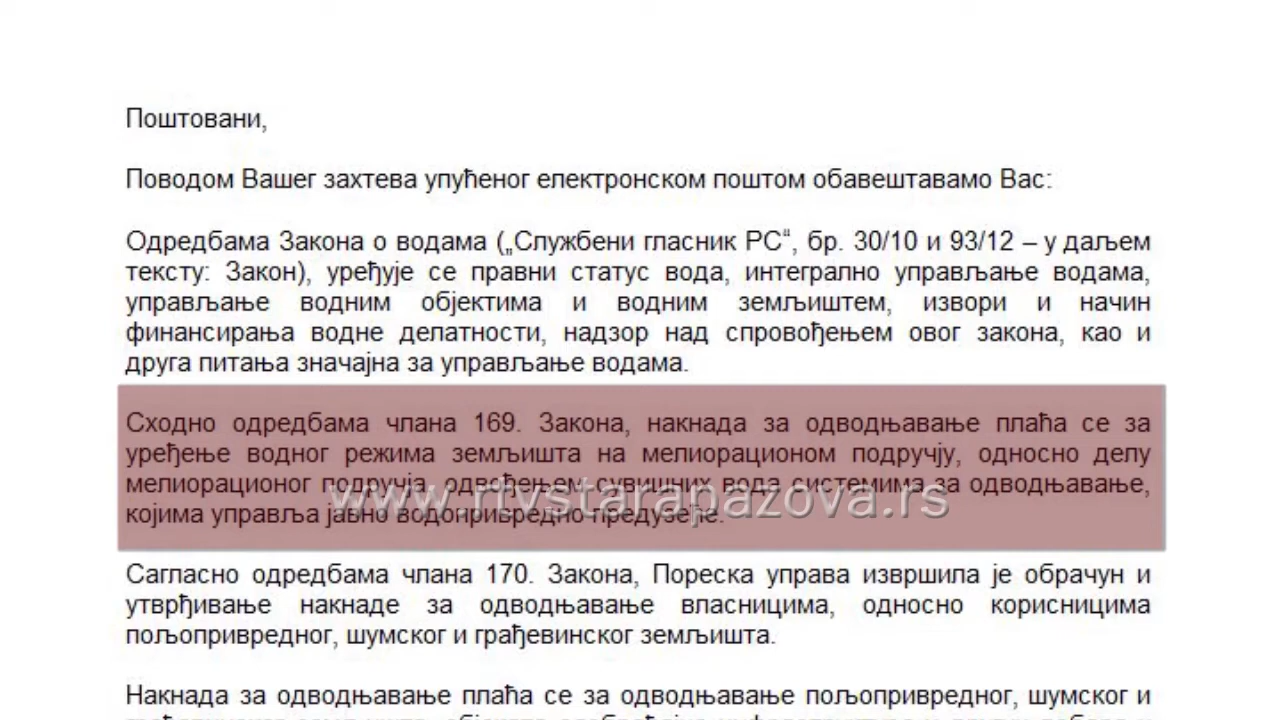 Поштовани,
Поводом Вашег захтева упућеног електронском поштом обавештавамо Вас:
Одредбама Закона о водама („Службени гласник РС“, бр. 30/10 и 93/12 – у даљем
тексту: Закон), уређује се правни статус вода, интегрално управљање водама,
управљање водним објектима и водним земљиштем, извори и начин
финансирања водне делатности, надзор над спровођењем овог закона, као и
друга питања значајна за управљање водама.
Сходно одредбама члана 169. Закона, накнада за одводњавање плаћа се за
уређење водног режима земљишта на мелиорационом подручју, односно делу
мелиорационог подручја, одвођењем сувишних вода системима за одводњавање,
www.rtvstarapazova.rs
којима управља јавно водопривредно предузеће.
Сагласно одредбама члана 170. Закона, Пореска управа извршила је обрачун и
утврђивање накнаде за одводњавање власницима, односно корисницима
пољопривредног, шумског и грађевинског земљишта.
Накнада за одводњавање плаћа се за одводњавање пољопривредног, шумског и